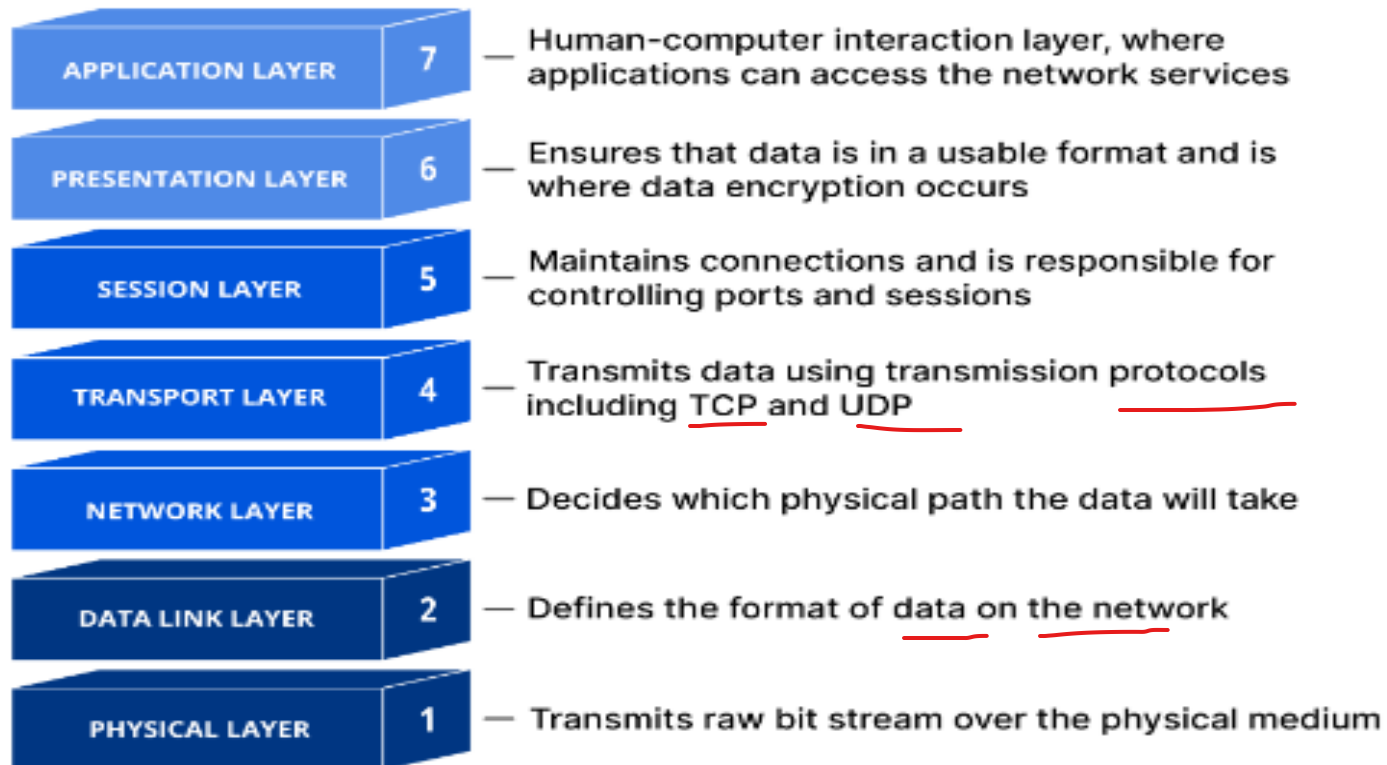 APPLICATION LAYER
7
Human-computer interaction layer, where
applications can access the network services
PRESENTATION LAYER
6
Ensures that data is in a usable format and is
where data encryption occurs
SESSION LAYER
5
Maintains connections and is responsible for
controlling ports and sessions
TRANSPORT LAYER
4
Transmits data using transmission protocols
including TCP and UDP
NETWORK LAYER
3
Decides which physical path the data will take
DATA LINK LAYER
2
Defines the format of data on the network
PHYSICAL LAYER
1
Transmits raw bit stream over the physical medium